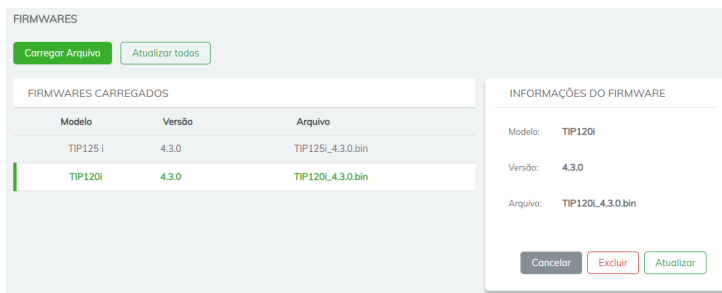 FIRMWARES
Carregar Arquivo Atualizar todos
FIRMWARES CARREGADOS
Modelo Versão Arquivo
TIP125 i 4.3.0 TIP125i_4.3.0.bin
TIP120i 4.3.0 TIP120i_4.3.0.bin
INFORMAÇÕES DO FIRMWARE
Modelo: TIP120i
Versão: 4.3.0
Arquivo: TIP120i_4.3.0.bin
Cancelar Excluir Atualizar